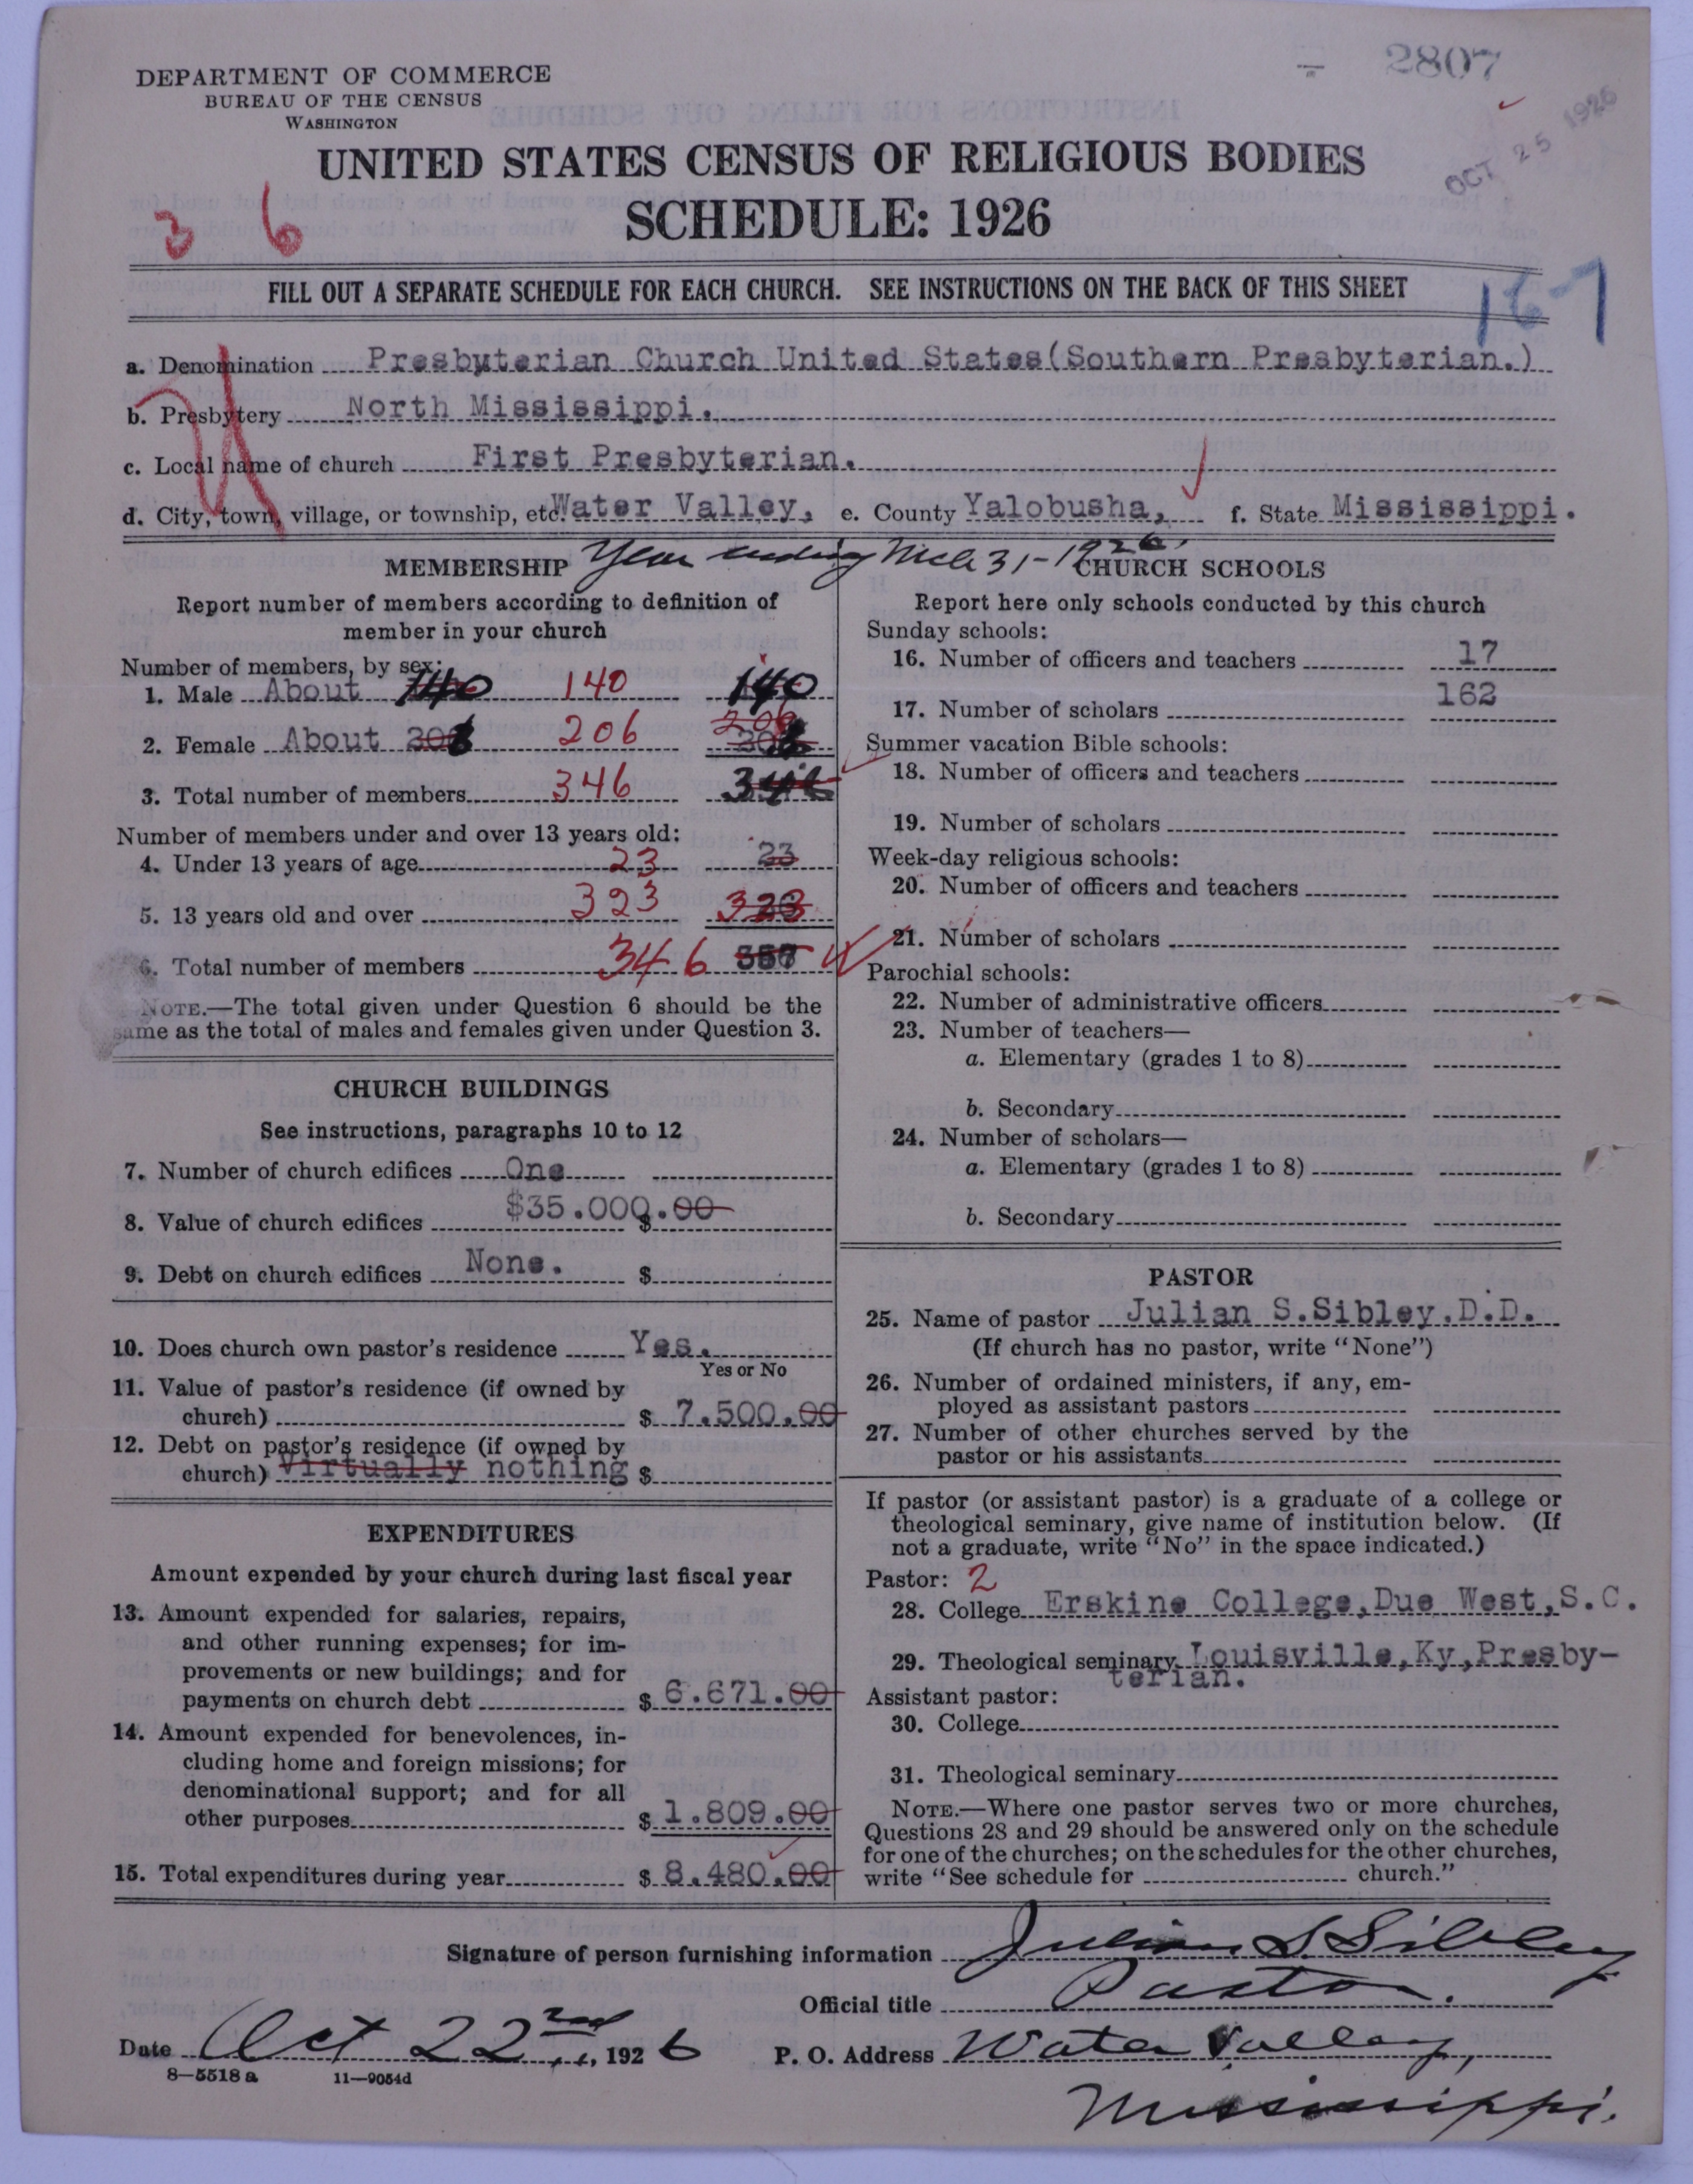 2807
OCT 25 1926
DEPARTMENT OF COMMERCE
BUREAU OF THE CENSUS
WASHINGTON
UNITED STATES CENSUS OF RELIGIOUS BODIES
SCHEDULE: 1926
3 6
FILL OUT A SEPARATE SCHEDULE FOR EACH CHURCH. SEE INSTRUCTIONS ON THE BACK OF THIS SHEET
167
a. Denomination Presbyterian Church United States(Southern Presbyterian.)
b. Presbytery North Mississippi.
c. Local name of church First Presbyterian.
d. City, town, village, or township, etc. Water Valley, e. County Yalobusha, f. State Mississippi.
Year ending Mch 31-1926.
MEMBERSHIP
Report number of members according to definition of
member in your church
Number of members, by sex:
1. Male About 140 140 140
2. Female About 206 206
3. Total number of members 346
Number of members under and over 13 years old:
4. Under 13 years of age 23 23
5. 13 years old and over 323 323
6. Total number of members 346
NOTE.—The total given under Question 6 should be the
same as the total of males and females given under Question 3.
CHURCH BUILDINGS
See instructions, paragraphs 10 to 12
7. Number of church edifices One
8. Value of church edifices $35.000.00 $
9. Debt on church edifices None. $
10. Does church own pastor's residence Yes.
Yes or No
11. Value of pastor's residence (if owned by
church) $ 7.500.00
12. Debt on pastor's residence (if owned by
church) Virtually nothing $
EXPENDITURES
Amount expended by your church during last fiscal year
13. Amount expended for salaries, repairs,
and other running expenses; for im-
provements or new buildings; and for
payments on church debt $ 6.671.00
14. Amount expended for benevolences, in-
cluding home and foreign missions; for
denominational support; and for all
other purposes $ 1.809.00
15. Total expenditures during year $ 8.480.00
CHURCH SCHOOLS
Report here only schools conducted by this church
Sunday schools:
16. Number of officers and teachers 17
17. Number of scholars 162
Summer vacation Bible schools:
18. Number of officers and teachers
19. Number of scholars
Week-day religious schools:
20. Number of officers and teachers
21. Number of scholars
Parochial schools:
22. Number of administrative officers
23. Number of teachers—
a. Elementary (grades 1 to 8)
b. Secondary
24. Number of scholars—
a. Elementary (grades 1 to 8)
b. Secondary
PASTOR
25. Name of pastor Julian S.Sibley.D.D.
(If church has no pastor, write "None")
26. Number of ordained ministers, if any, em-
ployed as assistant pastors
27. Number of other churches served by the
pastor or his assistants
If pastor (or assistant pastor) is a graduate of a college or
theological seminary, give name of institution below. (If
not a graduate, write "No" in the space indicated.)
Pastor: 2
28. College Erskine College,Due West,S.C.
29. Theological seminary Louisville,Ky,Presby-
terian.
Assistant pastor:
30. College
31. Theological seminary
NOTE.—Where one pastor serves two or more churches,
Questions 28 and 29 should be answered only on the schedule
for one of the churches; on the schedules for the other churches,
write "See schedule for church."
Signature of person furnishing information Julian S. Sibley
Official title Pastor.
Date Oct 22nd, 1926 P. O. Address Water Valley,
Mississippi.
8—5518 a 11—9054d